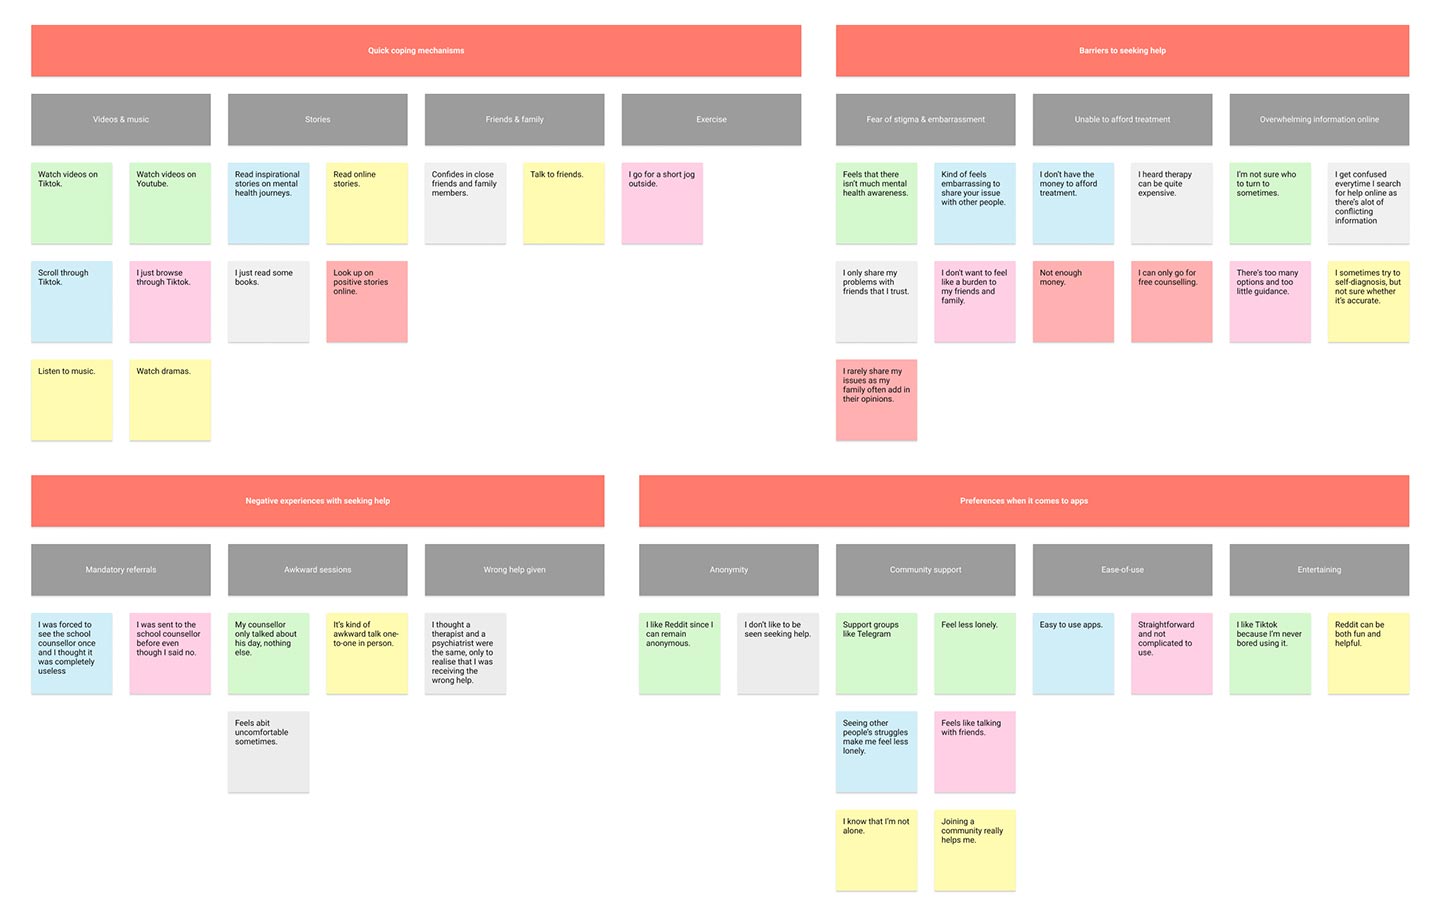 Quick coping mechanisms
Videos & music
Watch videos on
Tiktok.
Watch videos on
Youtube.
Scroll through
Tiktok.
I just browse
through Tiktok.
Listen to music.
Watch dramas.
Stories
Read inspirational
stories on mental
health journeys.
Read online
stories.
I just read some
books.
Look up on
positive stories
online.
Friends & family
Confides in close
friends and family
members.
Talk to friends.
Exercise
I go for a short jog
outside.
Barriers to seeking help
Fear of stigma & embarrassment
Feels that there
isn't much mental
health awareness.
Kind of feels
embarrassing to
share your issue
with other people.
I only share my
problems with
friends that I trust.
I don't want to feel
like a burden to
my friends and
family.
I rarely share my
issues as my
family often add in
their opinions.
Unable to afford treatment
I don't have the
money to afford
treatment.
I heard therapy
can be quite
expensive.
Not enough
money.
I can only go for
free counselling.
Overwhelming information online
I'm not sure who
to turn to
sometimes.
I get confused
everytime I search
for help online as
there's alot of
conflicting
information
There's too many
options and too
little guidance.
I sometimes try to
self-diagnosis, but
not sure whether
it's accurate.
Negative experiences with seeking help
Mandatory referrals
I was forced to
see the school
counsellor once
and I thought it
was completely
useless
I was sent to the
school counsellor
before even
though I said no.
Awkward sessions
My counsellor
only talked about
his day, nothing
else.
It's kind of
awkward talk one-
to-one in person.
Feels abit
uncomfortable
sometimes.
Wrong help given
I thought a
therapist and a
psychiatrist were
the same, only to
realise that I was
receiving the
wrong help.
Preferences when it comes to apps
Anonymity
I like Reddit since I
can remain
anonymous.
I don't like to be
seen seeking help.
Community support
Support groups
like Telegram
Feel less lonely.
Seeing other
people's struggles
make me feel less
lonely.
Feels like talking
with friends.
I know that I'm not
alone.
Joining a
community really
helps me.
Ease-of-use
Easy to use apps.
Straightforward
and not
complicated to
use.
Entertaining
I like Tiktok
because I'm never
bored using it.
Reddit can be
both fun and
helpful.